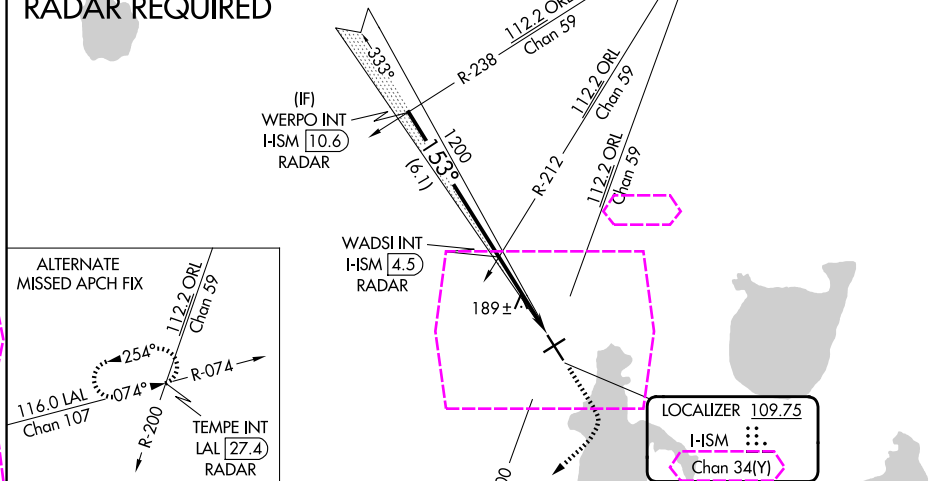 RADAR REQUIRED
333°
112.2 ORL
Chan 59
R-238
(IF)
WERPO INT
I-ISM 10.6
RADAR
153°
1200
(6.1)
112.2 ORL
Chan 59
R-212
112.2 ORL
Chan 59
WADSI INT
I-ISM 4.5
RADAR
189 ±
ALTERNATE
MISSED APCH FIX
112.2 ORL
Chan 59
254°
R-074
074°
116.0 LAL
Chan 107
R-200
TEMPE INT
LAL 27.4
RADAR
LOCALIZER 109.75
I-ISM
Chan 34(Y)